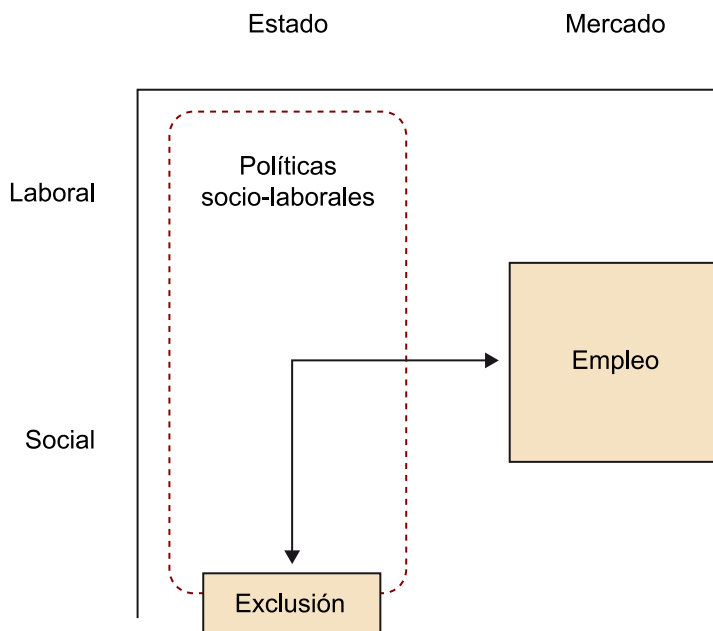 Estado
Mercado
Laboral
Políticas
socio-laborales
Empleo
Social
Exclusión